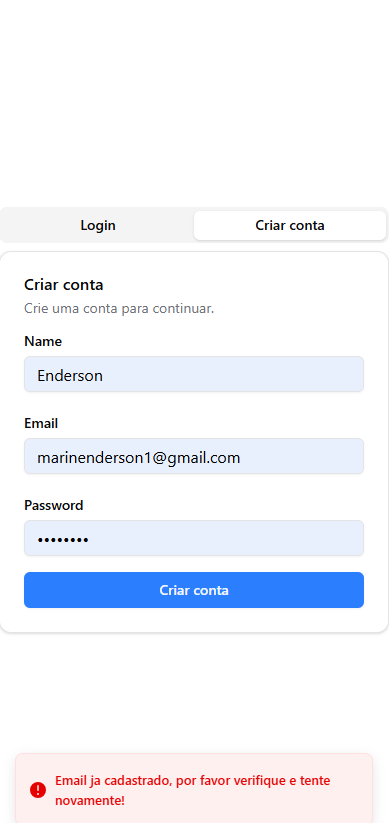 Login
Criar conta
Criar conta
Crie uma conta para continuar.
Name
Enderson
Email
marinenderson1@gmail.com
Password
••••••••
Criar conta
Email ja cadastrado, por favor verifique e tente
novamente!